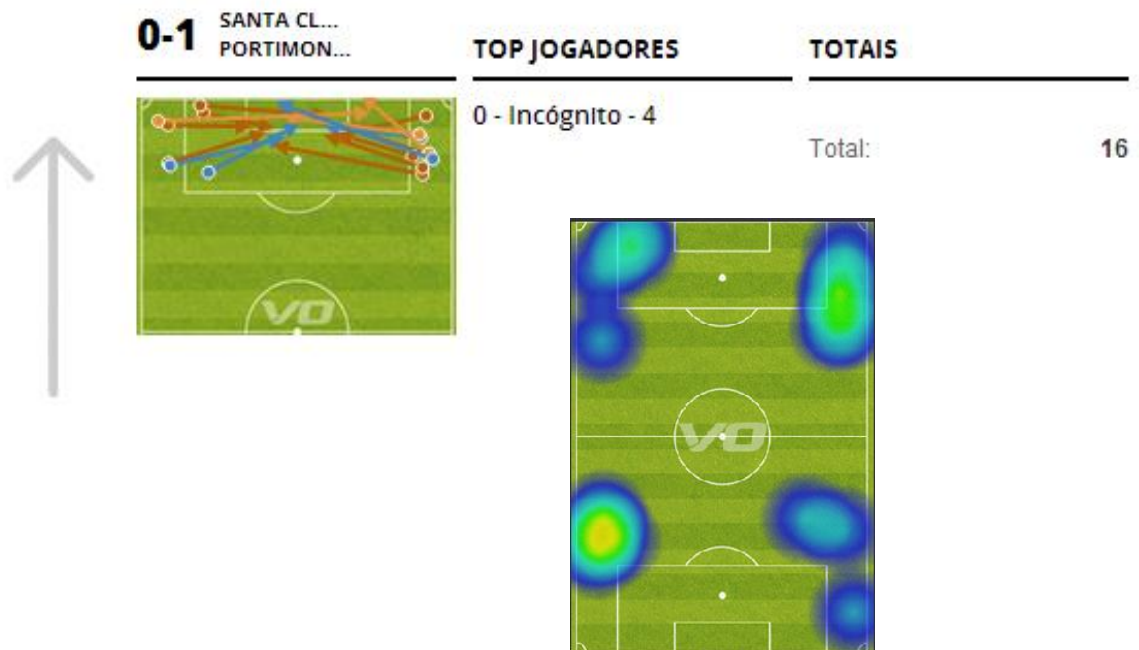 0-1
SANTA CL...
PORTIMON...
TOP JOGADORES
TOTAIS
0 - Incógnito - 4
Total:
16
VO
VO